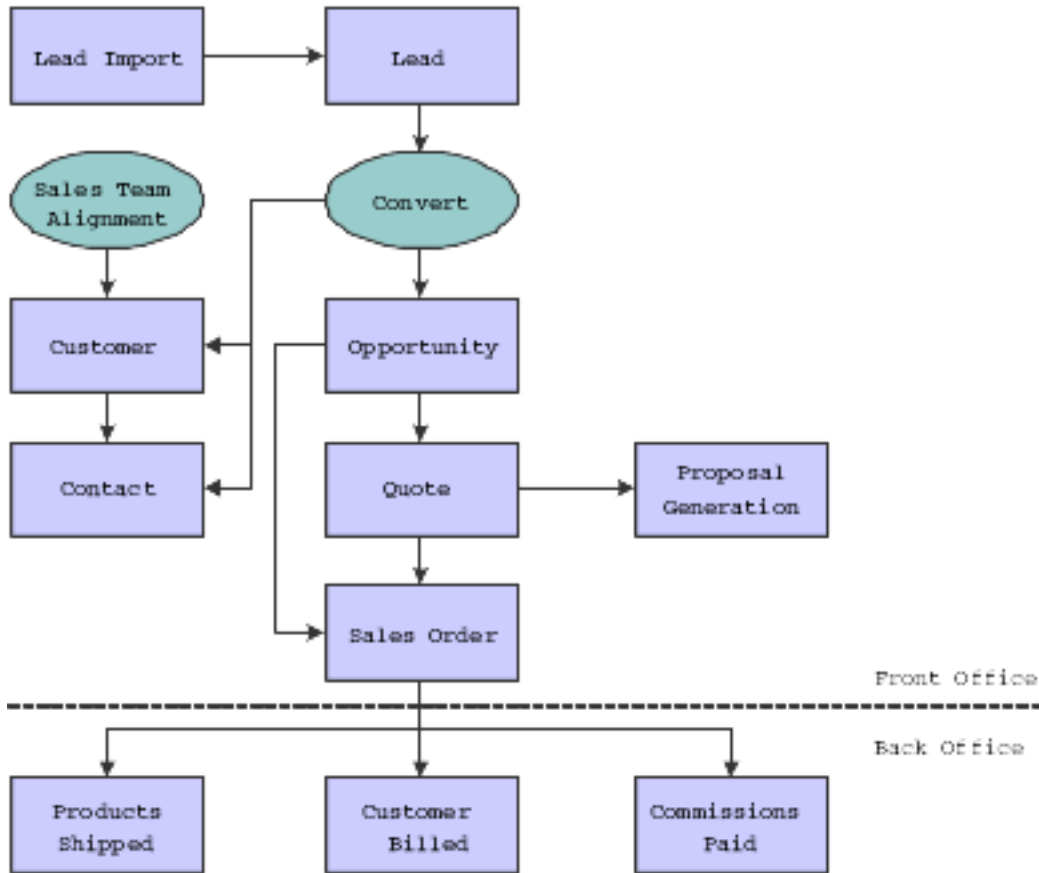 Lead Import
Lead
Sales Team
Alignment
Convert
Customer
Opportunity
Contact
Quote
Proposal
Generation
Sales Order
Front Office
Back Office
Products
Shipped
Customer
Billed
Commissions
Paid